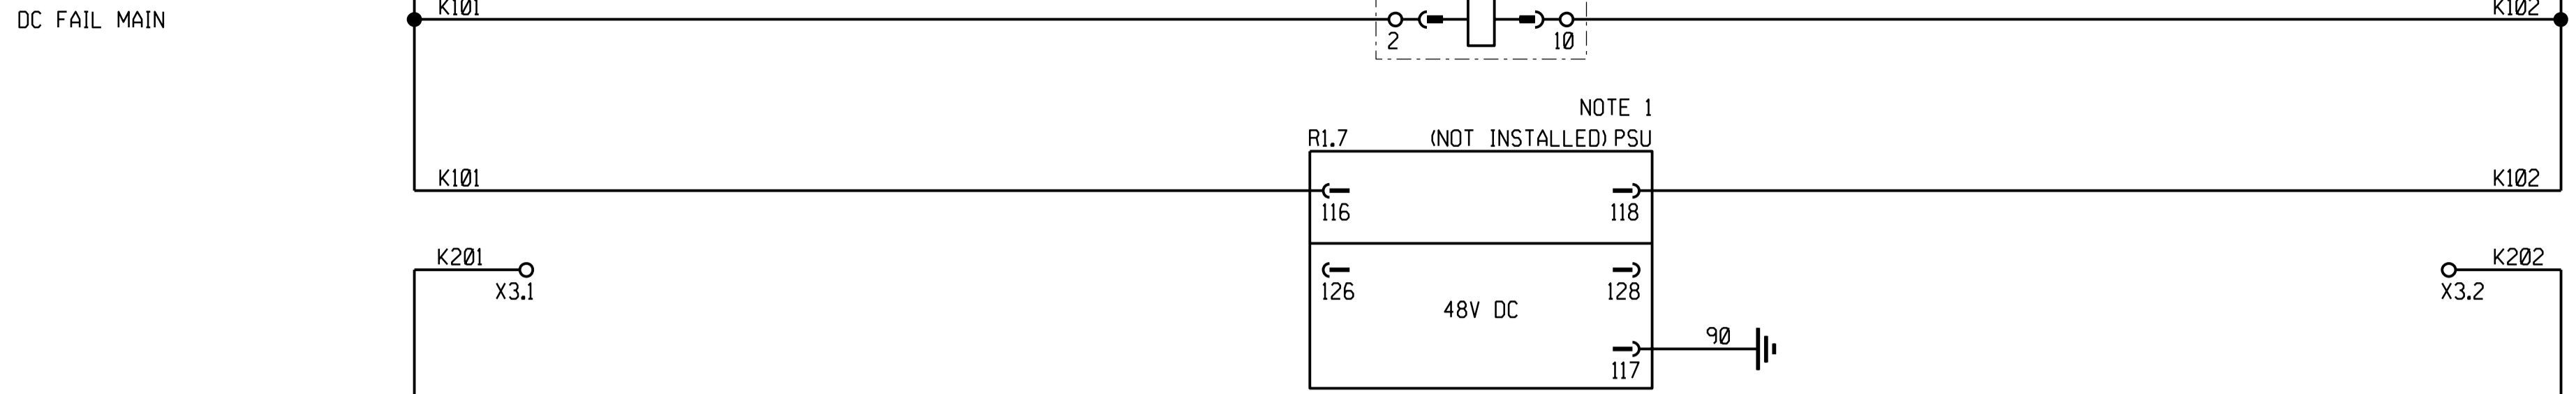 K101
K102
DC FAIL MAIN
2
10
NOTE 1
R1.7
(NOT INSTALLED) PSU
K101
K102
116
118
K201
K202
X3.1
126
128
X3.2
48V DC
90
117